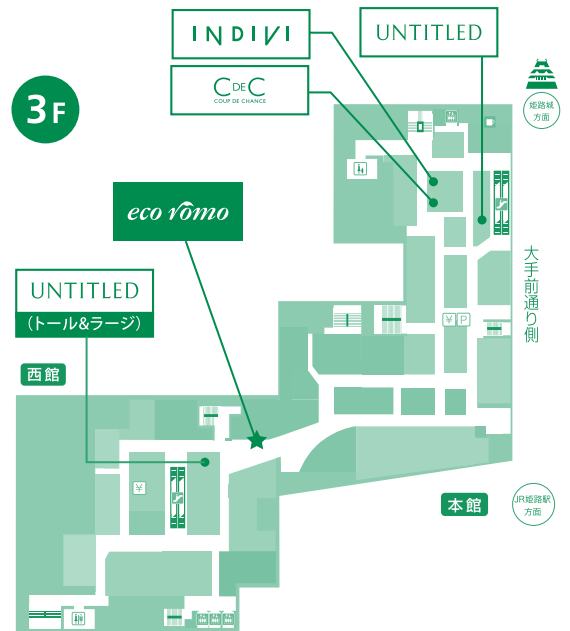 INDIVI
UNTITLED
CDEC
COUP DE CHANCE
3F
姫路城
方面
eco rômo
大手前通り側
UNTITLED
（トール&ラージ）
¥ P
西館
¥
本館
JR姫路駅
方面